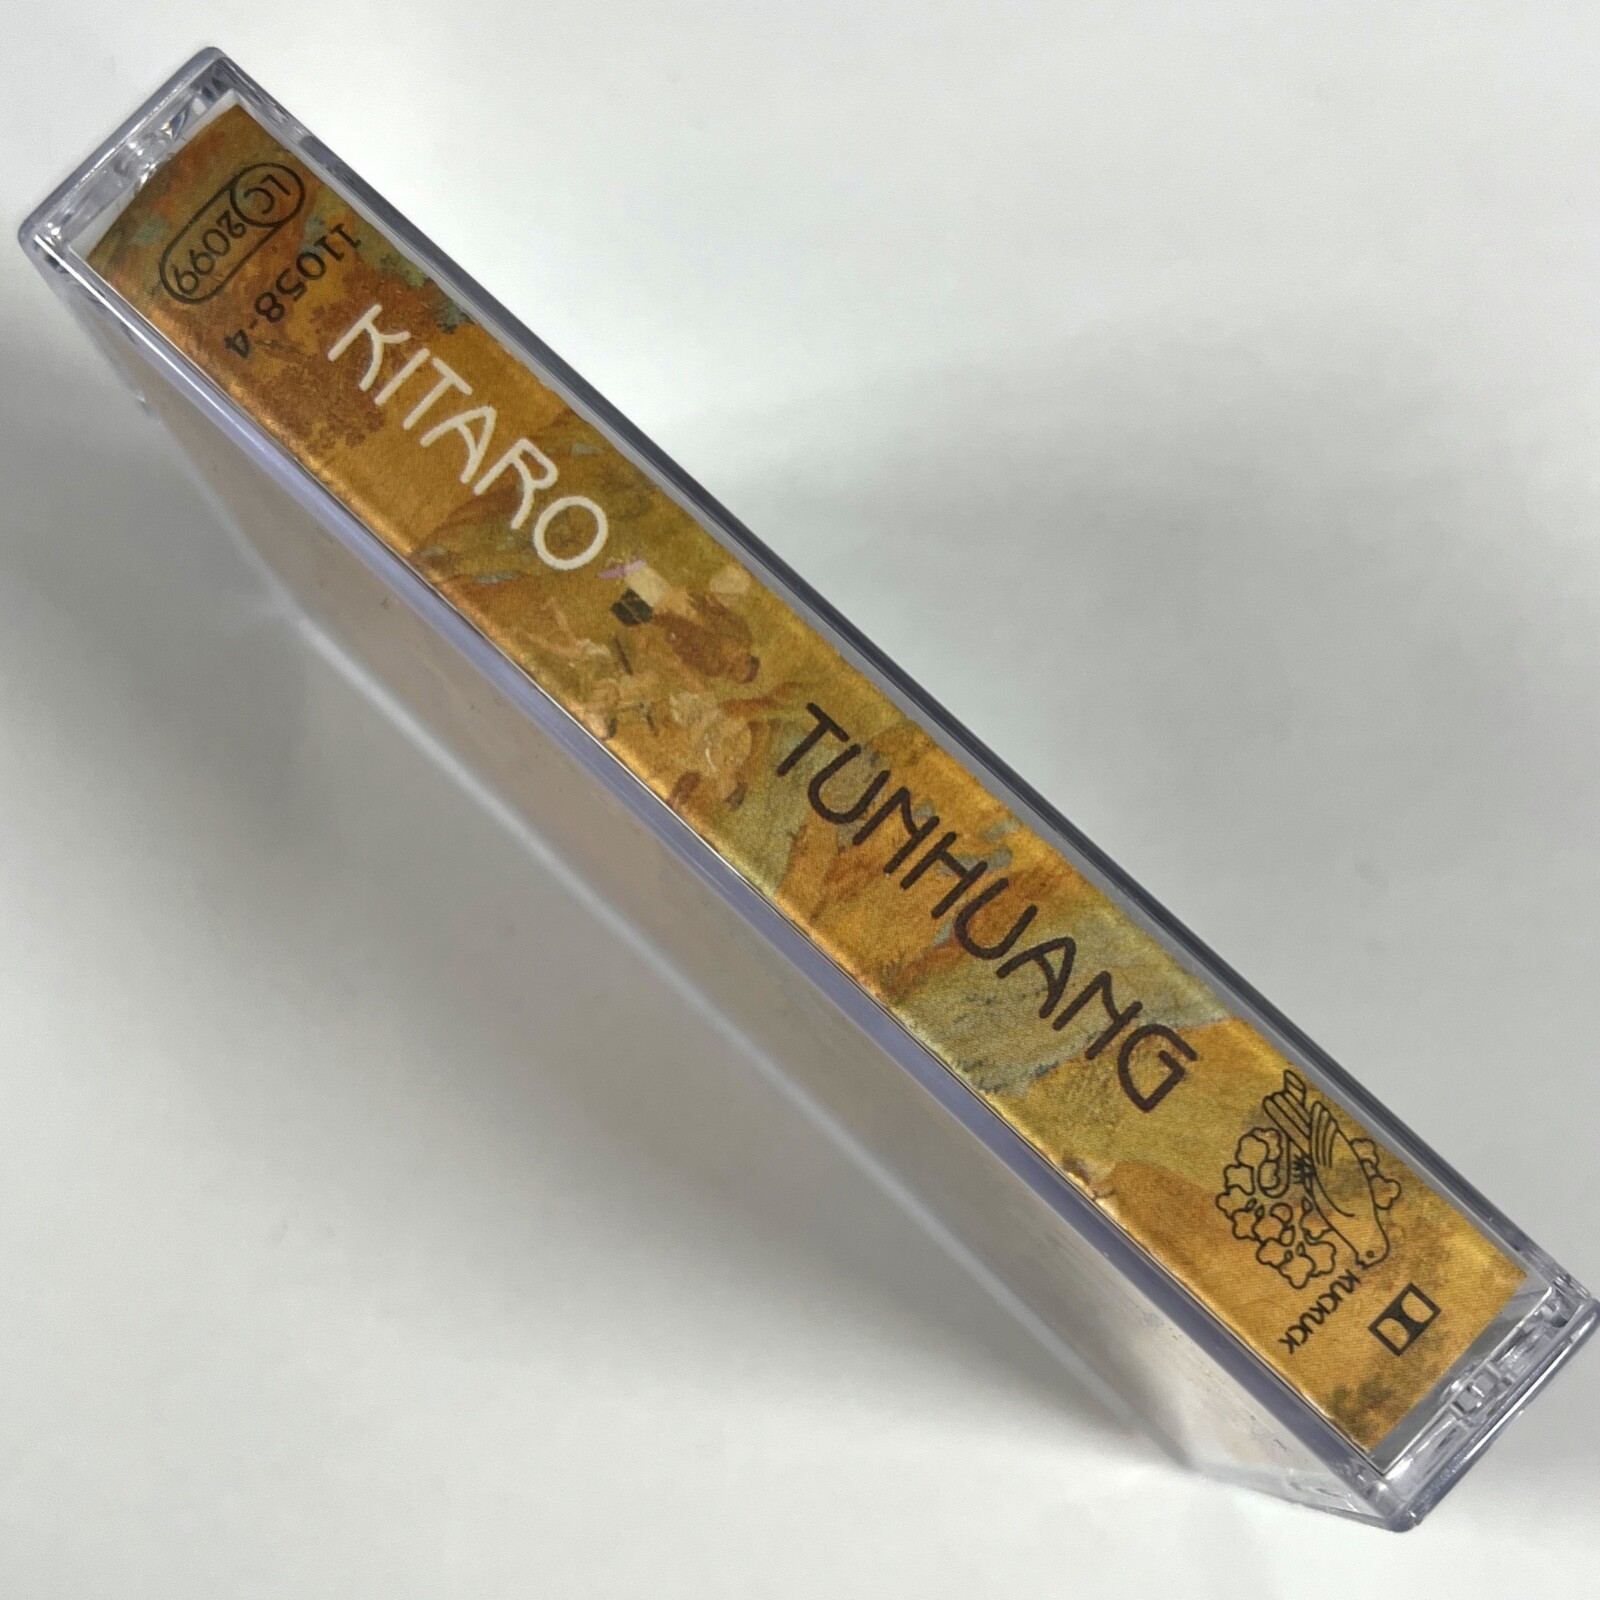 LC 2099
11058-4
KITARO
TUNHUANG
KUCKUCK